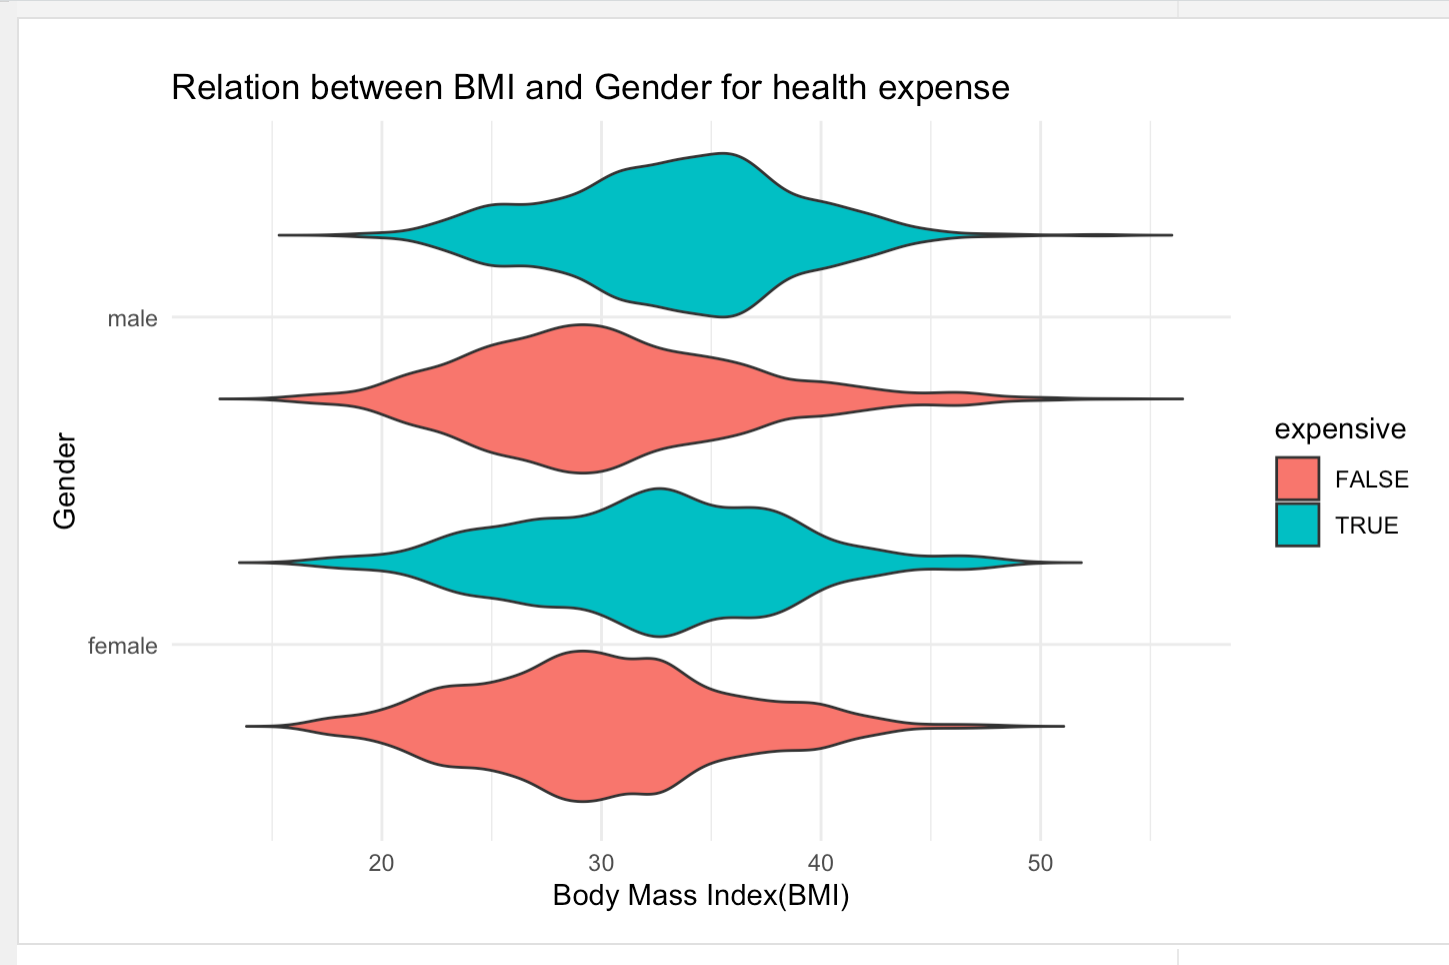 Relation between BMI and Gender for health expense
male
female
Gender
20 30 40 50
Body Mass Index(BMI)
expensive
FALSE
TRUE